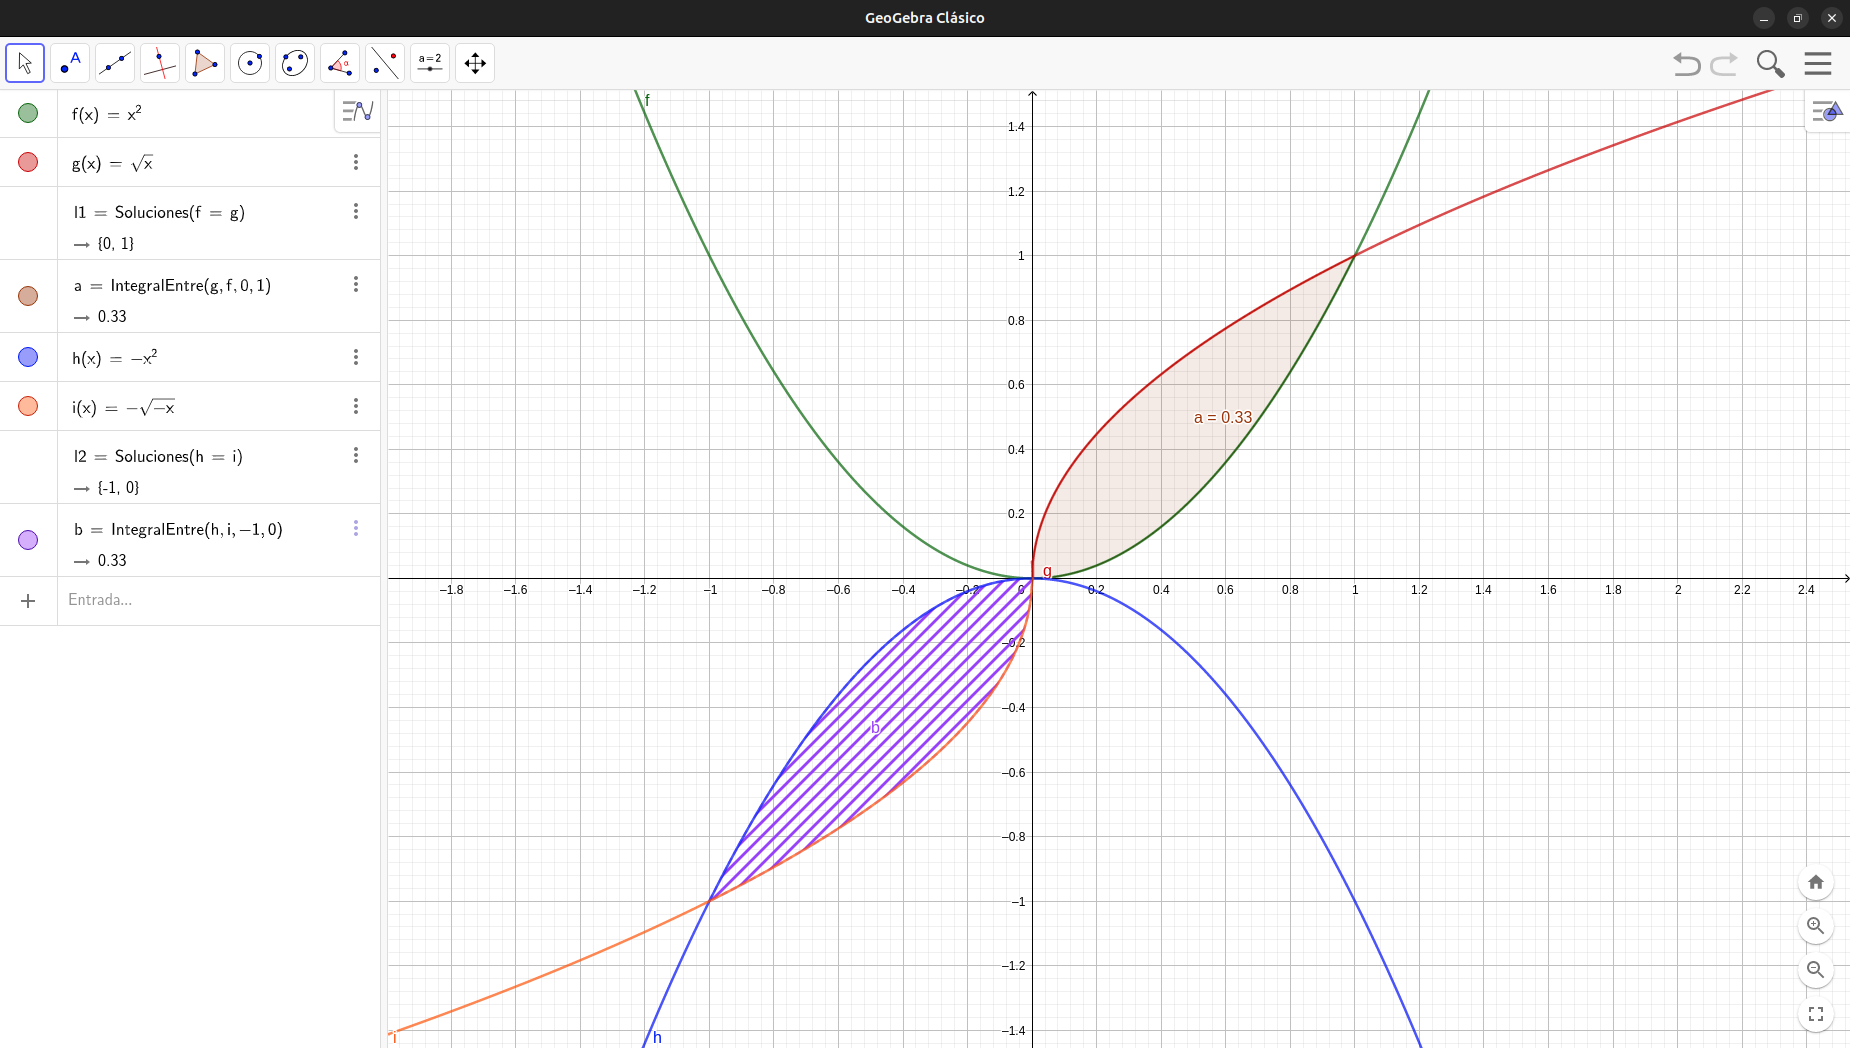 GeoGebra Clásico
A
α
a=2
f(x) = x²
g(x) = √x
l1 = Soluciones(f = g)
→ {0, 1}
a = IntegralEntre(g, f, 0, 1)
→ 0.33
h(x) = −x²
i(x) = −√−x
l2 = Soluciones(h = i)
→ {-1, 0}
b = IntegralEntre(h, i, −1, 0)
→ 0.33
Entrada...
f
1.4
1.2
1
0.8
0.6
a = 0.33
0.4
0.2
g
–1.8 –1.6 –1.4 –1.2 –1 –0.8 –0.6 –0.4 –0.2 0 0.2 0.4 0.6 0.8 1 1.2 1.4 1.6 1.8 2 2.2 2.4
–0.2
–0.4
b
–0.6
–0.8
–1
–1.2
–1.4
i
h